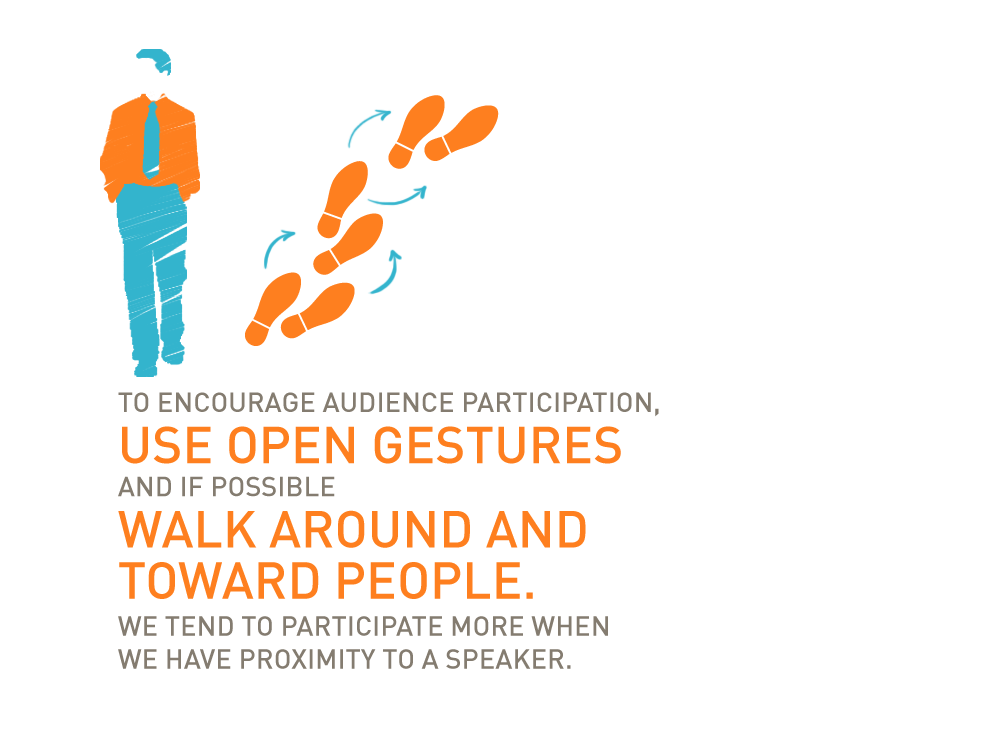 TO ENCOURAGE AUDIENCE PARTICIPATION,
USE OPEN GESTURES
AND IF POSSIBLE
WALK AROUND AND
TOWARD PEOPLE.
WE TEND TO PARTICIPATE MORE WHEN
WE HAVE PROXIMITY TO A SPEAKER.